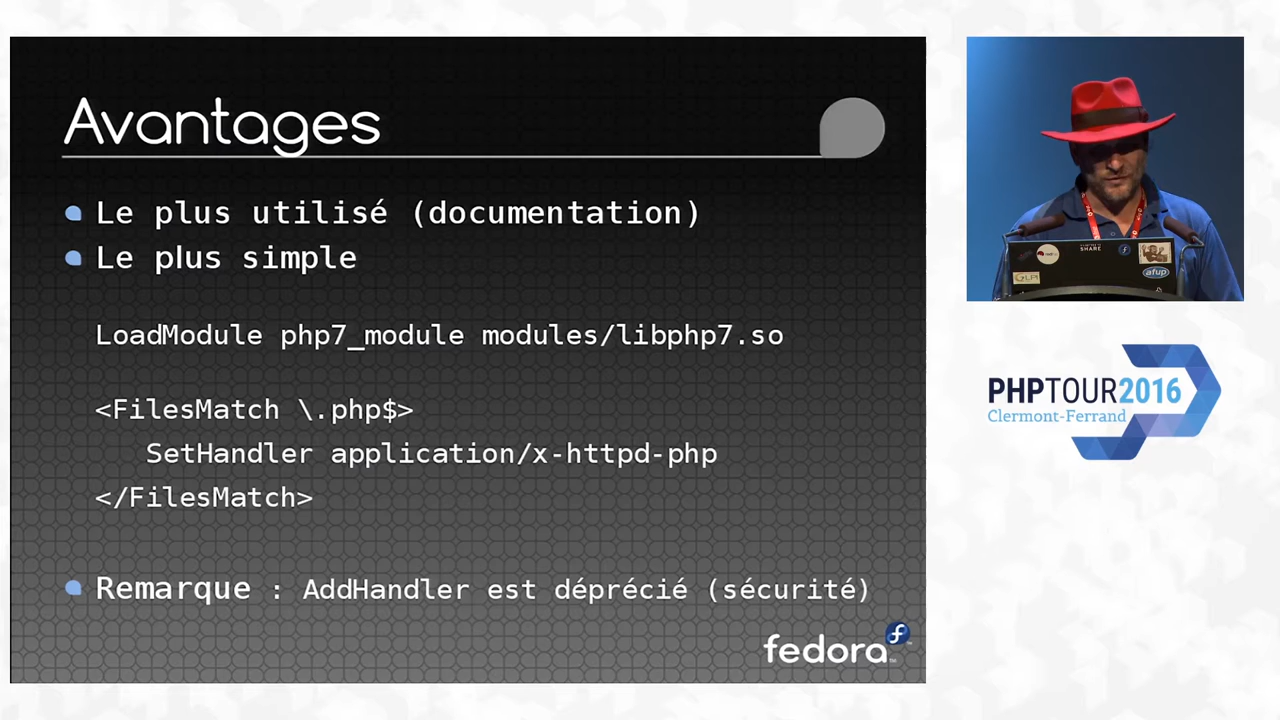 Avantages
Le plus utilisé (documentation)
Le plus simple
LoadModule php7_module modules/libphp7.so
<FilesMatch \.php$>
SetHandler application/x-httpd-php
</FilesMatch>
Remarque : AddHandler est déprécié (sécurité)
fedora
SHARE
afup
PHPTOUR2016
Clermont-Ferrand